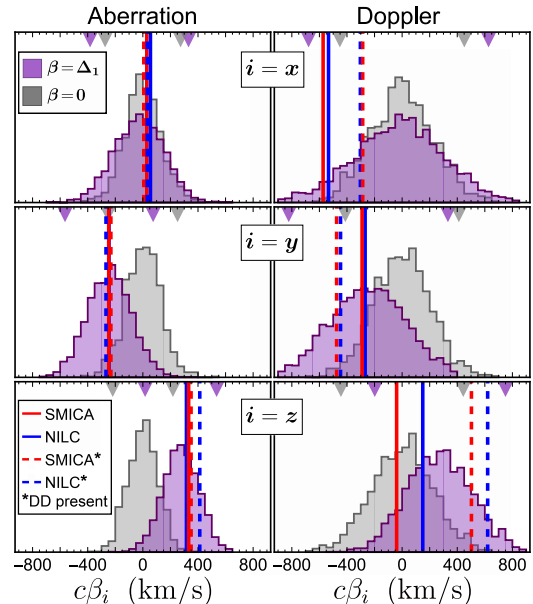 Aberration Doppler
β=Δ₁
β=0
i = x
i = y
i = z
SMICA
NILC
SMICA*
NILC*
*DD present
−800 −400 0 400 800 −800 −400 0 400 800
cβᵢ (km/s) cβᵢ (km/s)